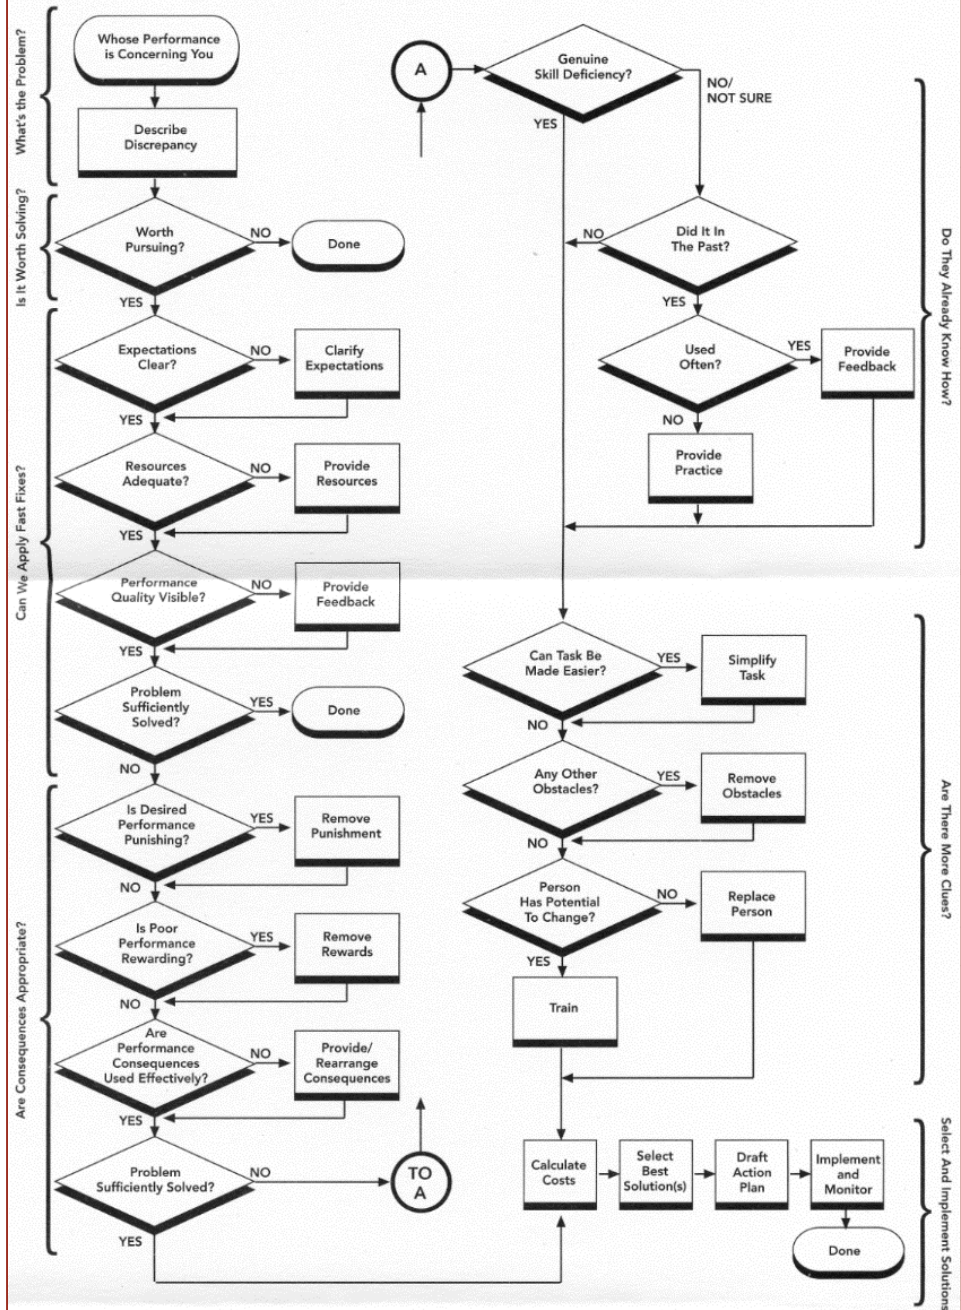 What's the Problem?
Whose Performance
is Concerning You
Describe
Discrepancy
Is It Worth Solving?
Worth
Pursuing?
NO
Done
YES
Can We Apply Fast Fixes?
Expectations
Clear?
NO
Clarify
Expectations
YES
Resources
Adequate?
NO
Provide
Resources
YES
Performance
Quality Visible?
NO
Provide
Feedback
YES
Problem
Sufficiently
Solved?
YES
Done
NO
Are Consequences Appropriate?
Is Desired
Performance
Punishing?
YES
Remove
Punishment
NO
Is Poor
Performance
Rewarding?
YES
Remove
Rewards
NO
Are
Performance
Consequences
Used Effectively?
NO
Provide/
Rearrange
Consequences
YES
Problem
Sufficiently Solved?
NO
TO
A
YES
A
Genuine
Skill Deficiency?
NO/
NOT SURE
YES
Do They Already Know How?
Did It In
The Past?
NO
YES
Used
Often?
YES
Provide
Feedback
NO
Provide
Practice
Are There More Clues?
Can Task Be
Made Easier?
YES
Simplify
Task
NO
Any Other
Obstacles?
YES
Remove
Obstacles
NO
Person
Has Potential
To Change?
NO
Replace
Person
YES
Train
Select And Implement Solutions
Calculate
Costs
Select
Best
Solution(s)
Draft
Action
Plan
Implement
and
Monitor
Done